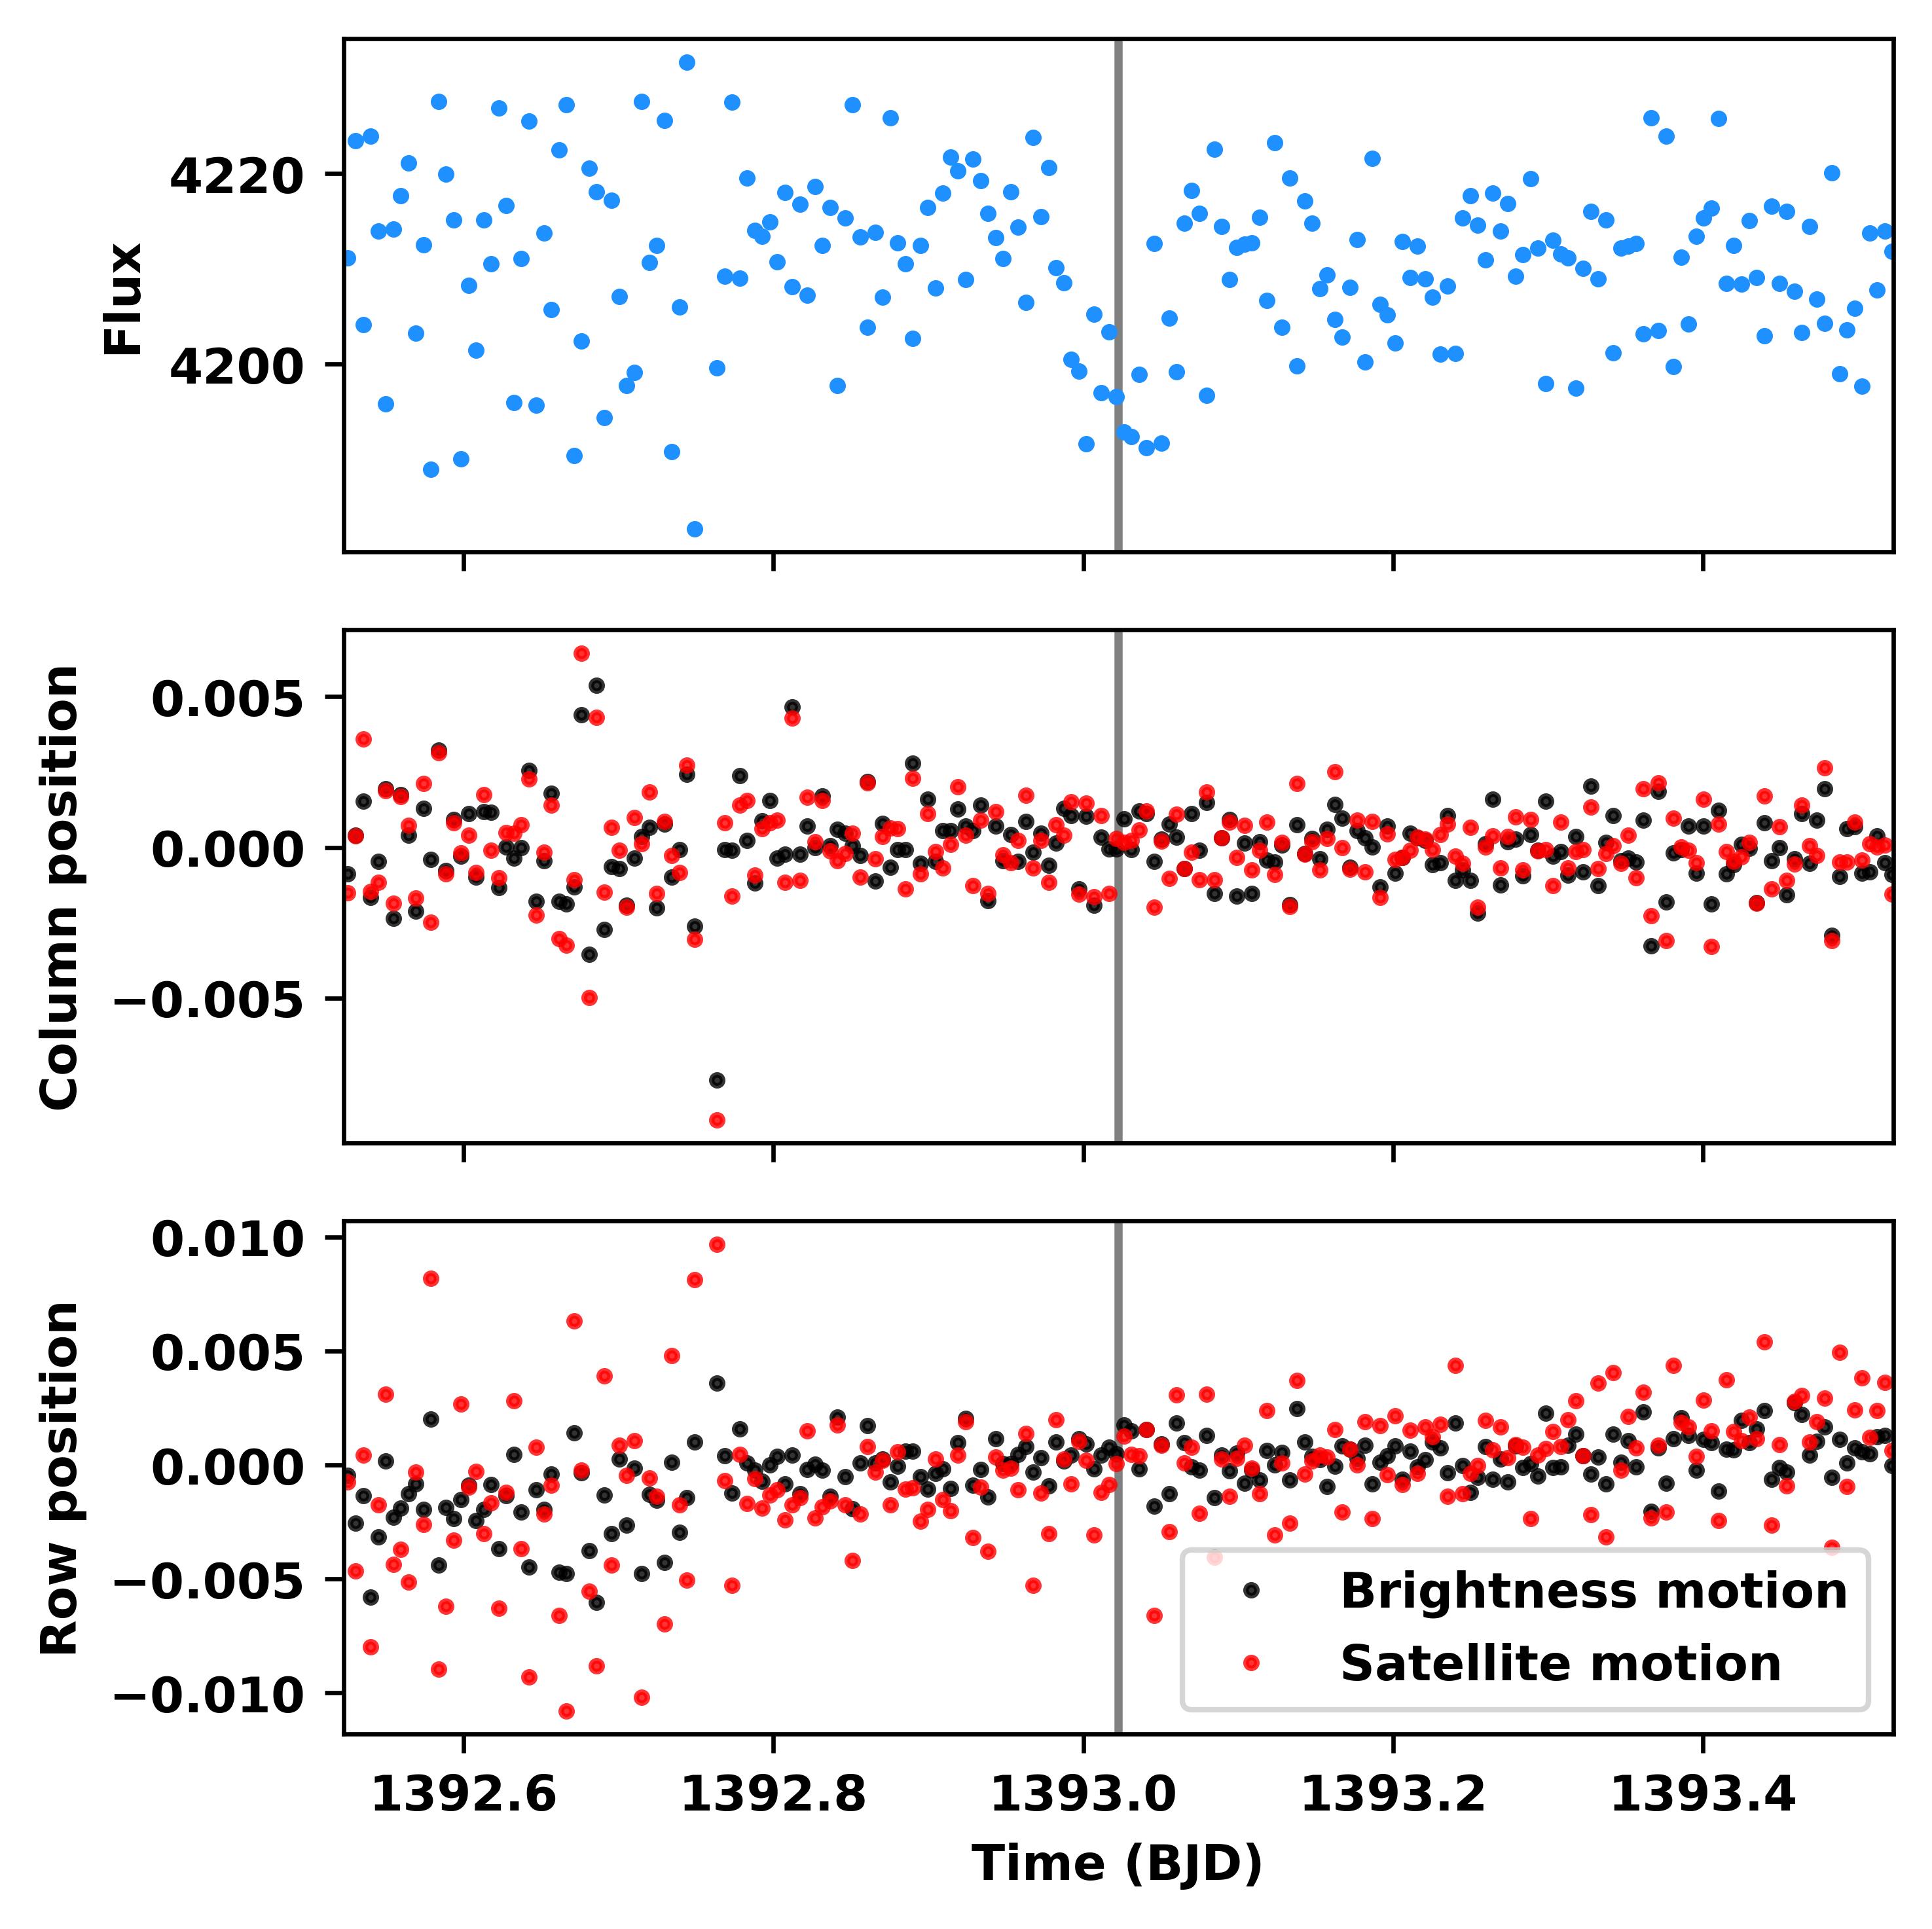 Flux
4220
4200
Column position
0.005
0.000
−0.005
Row position
0.010
0.005
0.000
−0.005
−0.010
Brightness motion
Satellite motion
1392.6 1392.8 1393.0 1393.2 1393.4
Time (BJD)